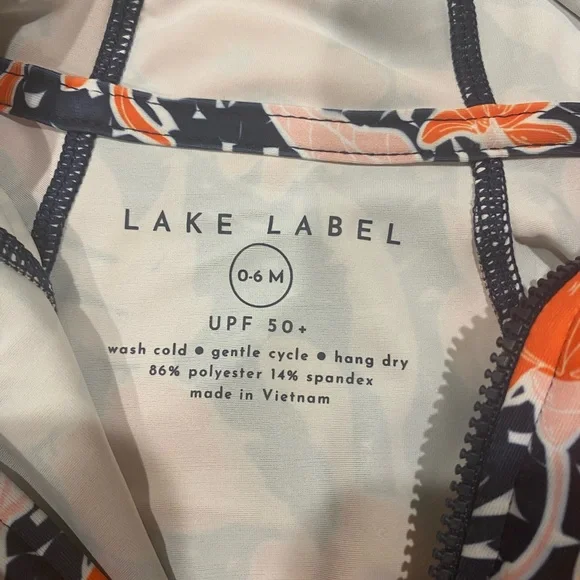 LAKE LABEL
0-6 M
UPF 50+
wash cold • gentle cycle • hang dry
86% polyester 14% spandex
made in Vietnam